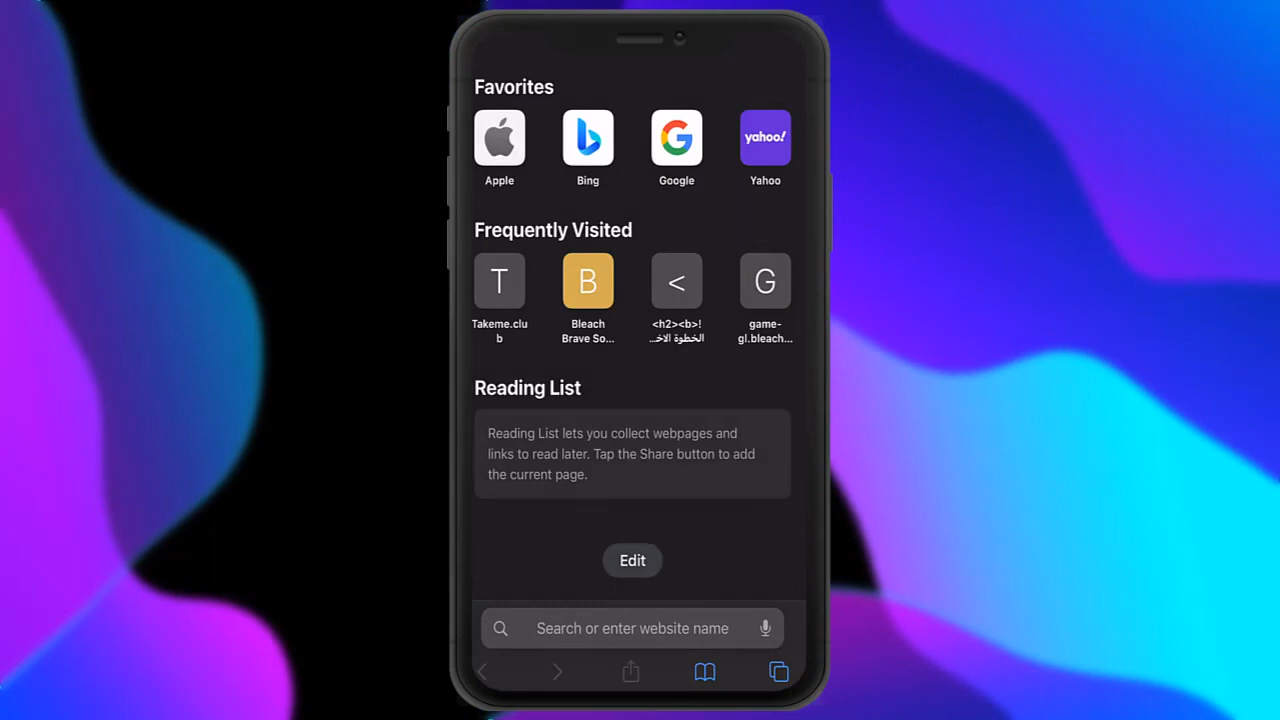 Favorites
yahoo!
Apple
Bing
Google
Yahoo
Frequently Visited
T
B
<
G
Takeme.clu
b
Bleach
Brave So...
<h2><b>!
الخطوة الاخ...
game-
gl.bleach...
Reading List
Reading List lets you collect webpages and
links to read later. Tap the Share button to add
the current page.
Edit
Search or enter website name